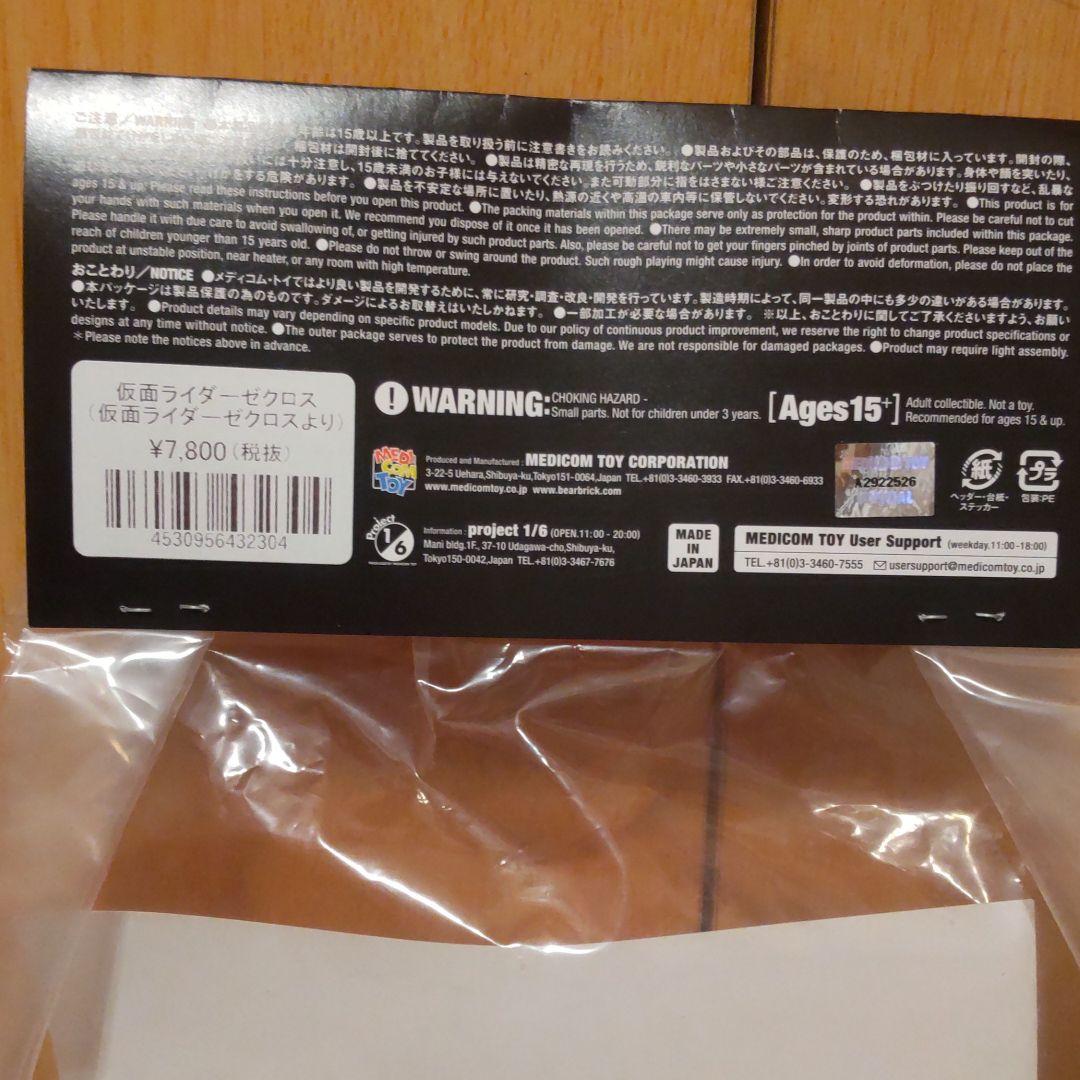 ご注意／WARNING
年齢は15歳以上です。製品を取り扱う前に注意書きをお読みください。 ●製品およびその部品は、保護のため、梱包材に入っています。開封の際、
梱包材は開封後に捨ててください。 ●製品は精密な再現を行うため、鋭利なパーツや小さなパーツが含まれている場合があります。身体や顔を突いたり、
いには十分注意し、15歳未満のお子様には与えないでください。また可動部分に指をはさまない様ご注意ください。 ●製品をぶつけたり振り回すなど、乱暴な
をする危険があります。 ●製品を不安定な場所に置いたり、熱源の近くや高温の車内等に保管しないでください。変形する恐れがあります。 ●This product is for
ages 15 & up. Please read these instructions before you open this product. ●The packing materials within this package serve only as protection for the product within. Please be careful not to cut
your hands with such materials when you open it. We recommend you dispose of it once it has been opened. ●There may be extremely small, sharp product parts included within this package.
Please handle it with due care to avoid swallowing of, or getting injured by such product parts. Also, please be careful not to get your fingers pinched by joints of product parts. Please keep out of the
reach of children younger than 15 years old. ●Please do not throw or swing around the product. Such rough playing might cause injury. ●In order to avoid deformation, please do not place the
product at unstable position, near heater, or any room with high temperature.
おことわり／NOTICE ●メディコム・トイではより良い製品を開発するために、常に研究・調査・改良・開発を行っています。製造時期によって、同一製品の中にも多少の違いがある場合があります。
●本パッケージは製品保護の為のものです。ダメージによるお取替えはいたしかねます。 ●一部加工が必要な場合があります。 ※以上、おことわりに関してご了承くださいますよう、お願い
いたします。 ●Product details may vary depending on specific product models. Due to our policy of continuous product improvement, we reserve the right to change product specifications or
designs at any time without notice. ●The outer package serves to protect the product from damage. We are not responsible for damaged packages. ●Product may require light assembly.
＊Please note the notices above in advance.
仮面ライダーゼクロス
(仮面ライダーゼクロスより)
¥7,800(税抜)
4530956432304
WARNING: CHOKING HAZARD -
Small parts. Not for children under 3 years.
[Ages15+] Adult collectible. Not a toy.
Recommended for ages 15 & up.
MEDI COM TOY
Produced and Manufactured : MEDICOM TOY CORPORATION
3-22-5 Uehara,Shibuya-ku,Tokyo151-0064,Japan TEL.+81(0)3-3460-3933 FAX.+81(0)3-3460-6933
www.medicomtoy.co.jp www.bearbrick.com
A2922526
紙
ヘッダー・台紙・
ステッカー
プラ
包装:PE
Project 1/6
Information : project 1/6 (OPEN.11:00 - 20:00)
Mani bldg.1F., 37-10 Udagawa-cho,Shibuya-ku,
Tokyo150-0042,Japan TEL +81(0)3-3467-7676
MADE
IN
JAPAN
MEDICOM TOY User Support (weekday.11:00-18:00)
TEL.+81(0)3-3460-7555 usersupport@medicomtoy.co.jp